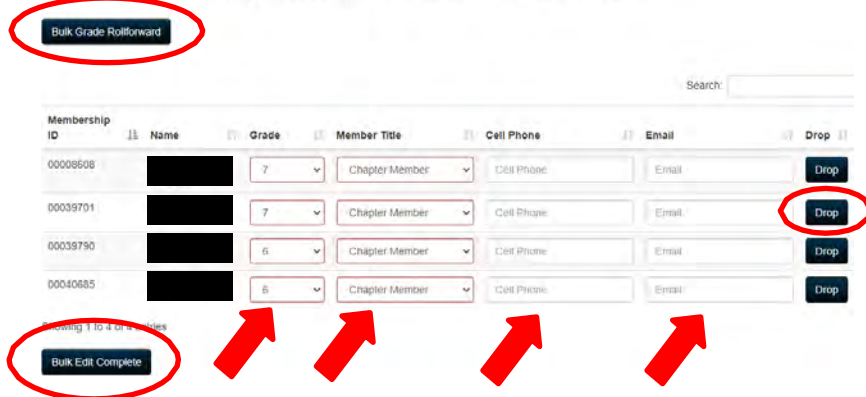 Bulk Grade Rollforward
Search:
Membership ID Name Grade Member Title Cell Phone Email Drop
00008608 7 Chapter Member Cell Phone Email Drop
00039701 7 Chapter Member Cell Phone Email Drop
00039790 6 Chapter Member Cell Phone Email Drop
00040685 6 Chapter Member Cell Phone Email Drop
Showing 1 to 4 of 4 entries
Bulk Edit Complete